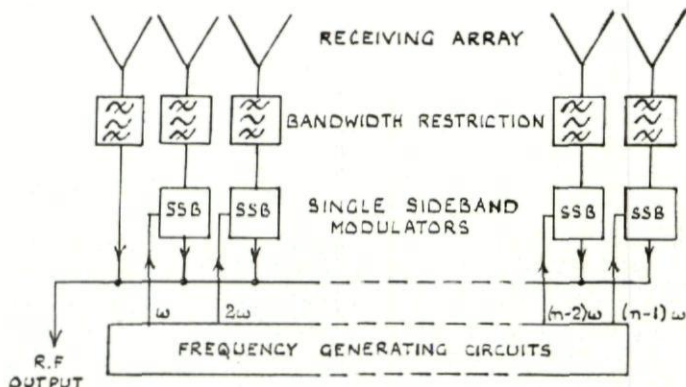 RECEIVING ARRAY
BANDWIDTH RESTRICTION
SSB
SSB
SINGLE SIDEBAND
MODULATORS
SSB
SSB
ω
2ω
(n-2)ω
(n-1)ω
FREQUENCY GENERATING CIRCUITS
R.F
OUTPUT